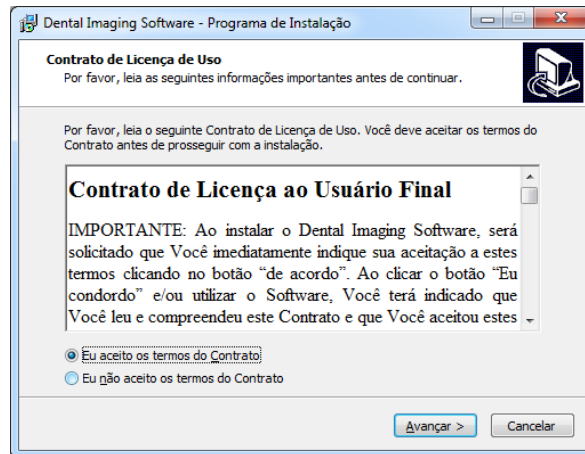 Dental Imaging Software - Programa de Instalação
Contrato de Licença de Uso
Por favor, leia as seguintes informações importantes antes de continuar.
Por favor, leia o seguinte Contrato de Licença de Uso. Você deve aceitar os termos do
Contrato antes de prosseguir com a instalação.
Contrato de Licença ao Usuário Final
IMPORTANTE: Ao instalar o Dental Imaging Software, será
solicitado que Você imediatamente indique sua aceitação a estes
termos clicando no botão “de acordo”. Ao clicar o botão “Eu
condordo” e/ou utilizar o Software, Você terá indicado que
Você leu e compreendeu este Contrato e que Você aceitou estes
Eu aceito os termos do Contrato
Eu não aceito os termos do Contrato
Avançar >
Cancelar